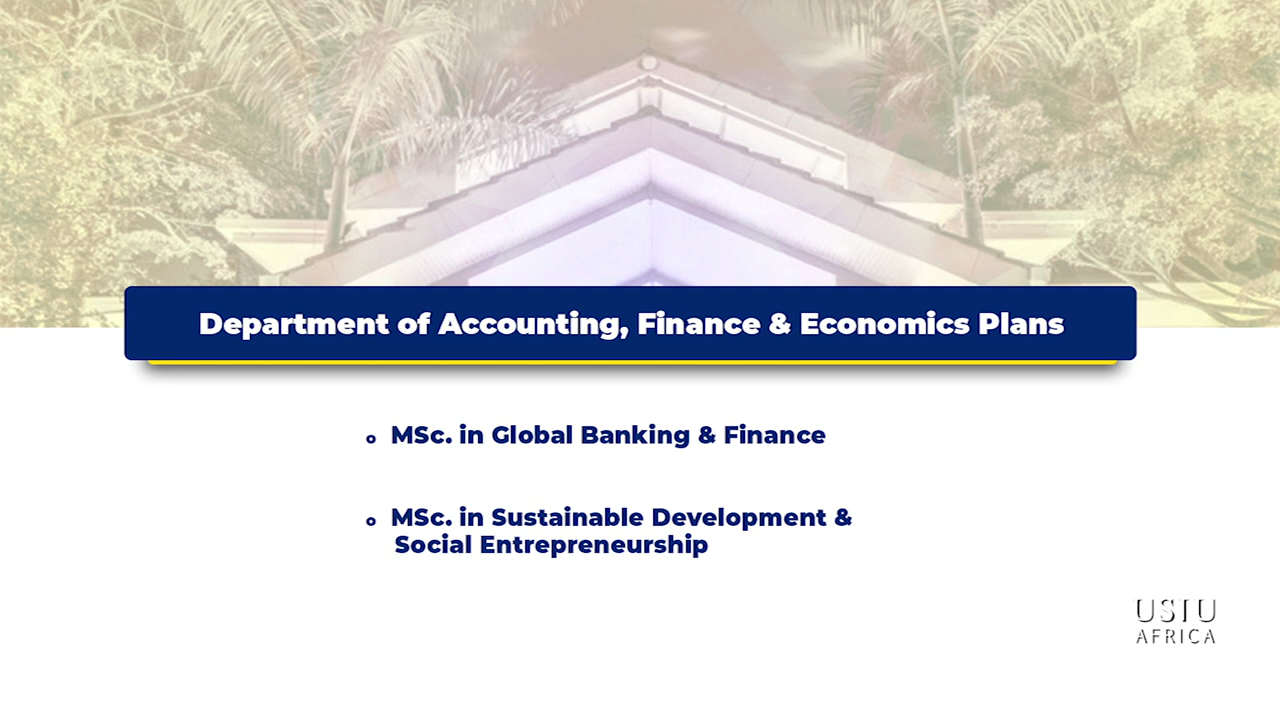 Department of Accounting, Finance & Economics Plans
o MSc. in Global Banking & Finance
o MSc. in Sustainable Development &
Social Entrepreneurship
USIU
AFRICA